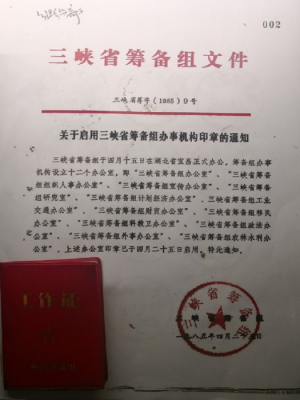 002
三峡省筹备组文件
三峡省筹字(1985)9号
关于启用三峡省筹备组办事机构印章的通知
三峡省筹备组于四月十五日在湖北省宜昌正式办公。筹备组办事
机构设立十二个办公室，即“三峡省筹备组办公室”、“三峡省筹备
组组织人事办公室”、“三峡省筹备组宣传办公室”、“三峡省筹备
组研究室”、“三峡省筹备组计划经济办公室”、“三峡省筹备组工业
交通办公室”、“三峡省筹备组财贸办公室”、“三峡省筹备组移民
办公室”、“三峡省筹备组科教卫办公室”、“三峡省筹备组政法办公
室”、“三峡省筹备组外事办公室”、“三峡省筹备组农林水利办公
室”。上述办公室印章已于四月二十五日启用。特此通知。
三峡省筹备组
三峡省筹备组
一九八五年四月二十五日
工作证